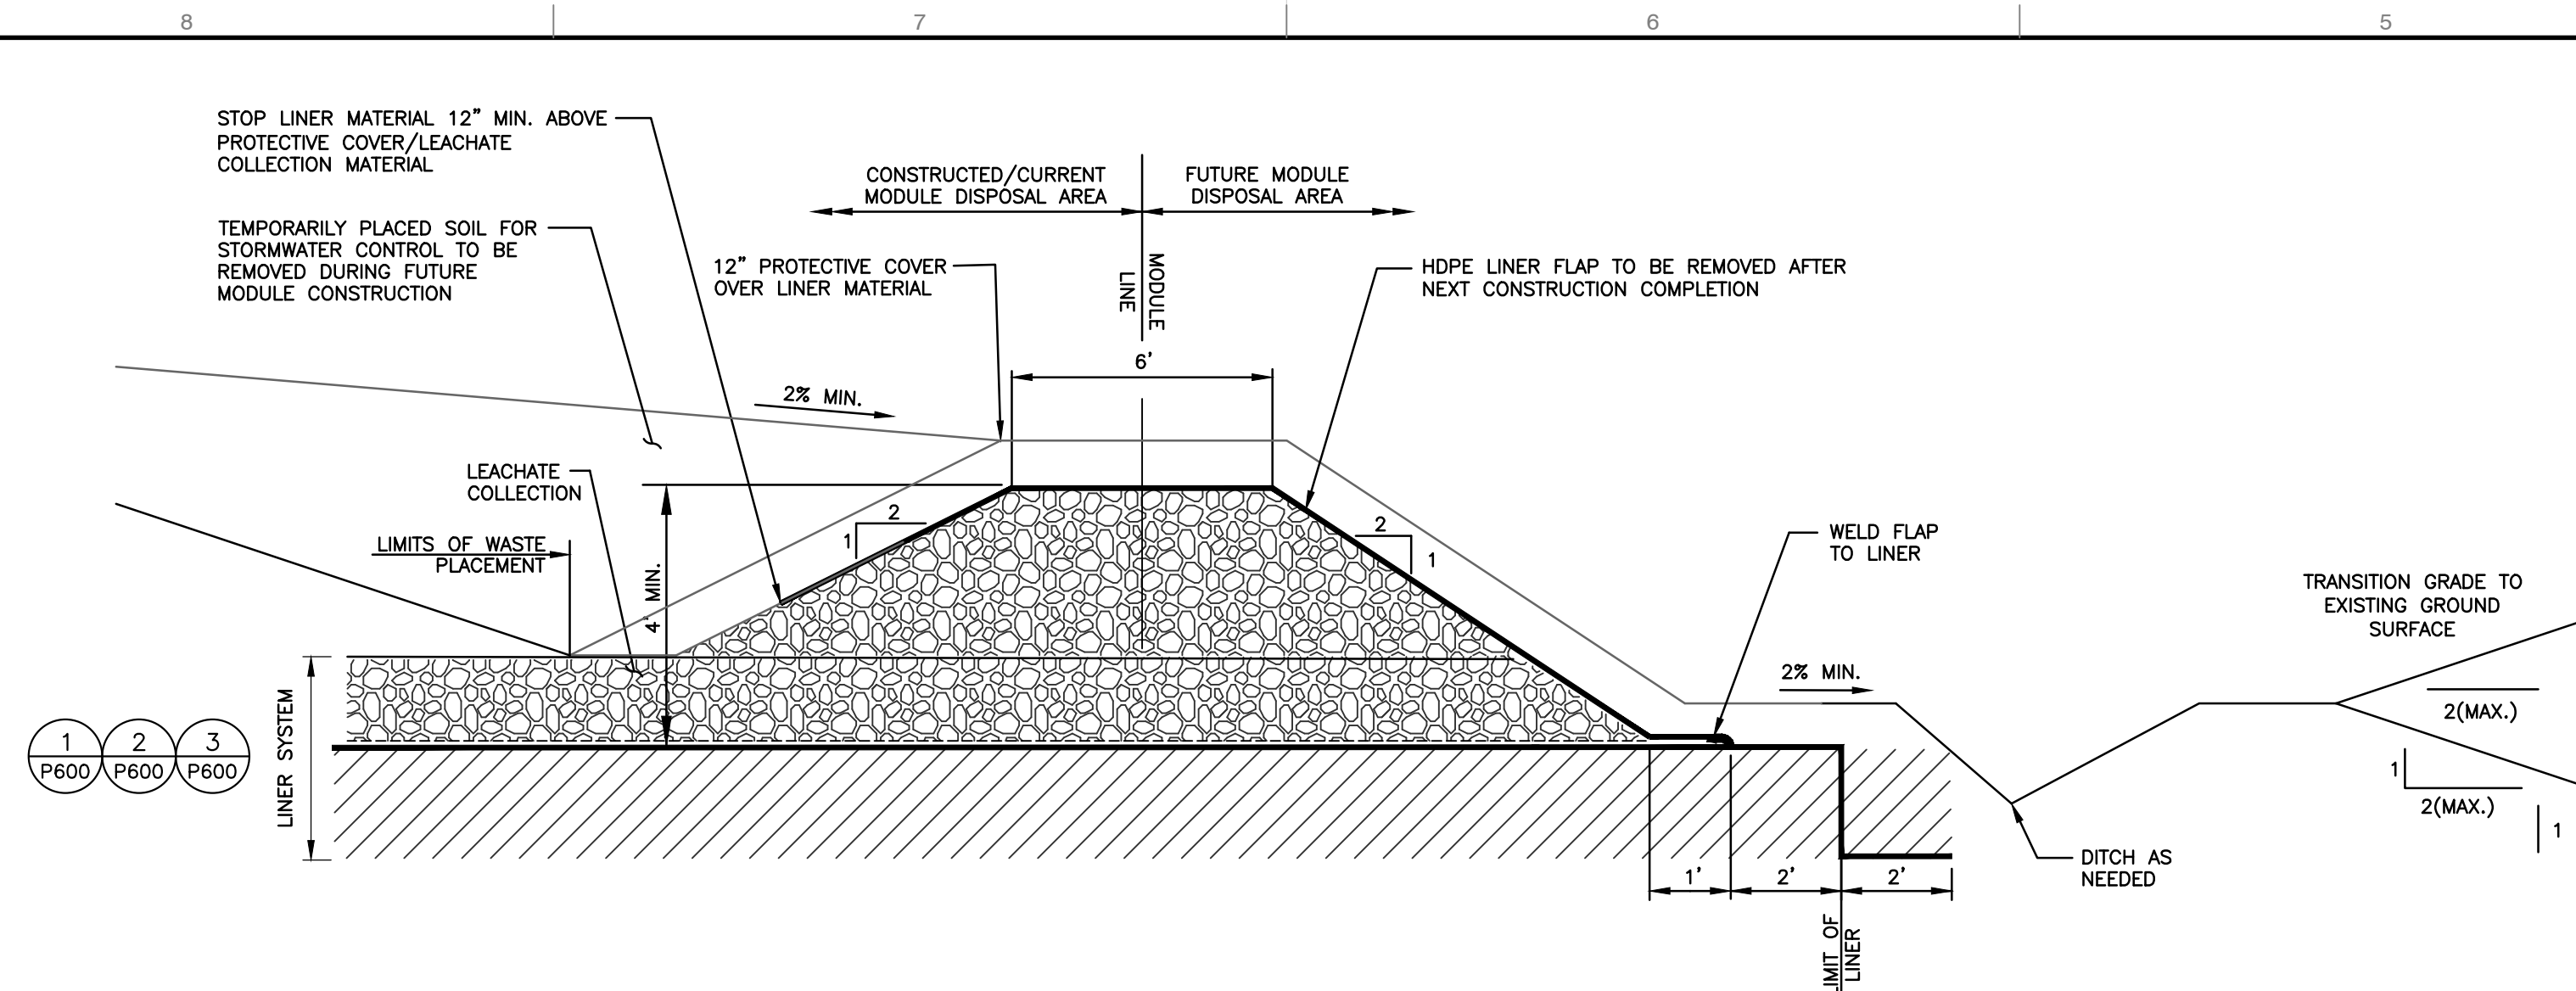 8 7 6 5
STOP LINER MATERIAL 12" MIN. ABOVE
PROTECTIVE COVER/LEACHATE
COLLECTION MATERIAL
TEMPORARILY PLACED SOIL FOR
STORMWATER CONTROL TO BE
REMOVED DURING FUTURE
MODULE CONSTRUCTION
CONSTRUCTED/CURRENT
MODULE DISPOSAL AREA
FUTURE MODULE
DISPOSAL AREA
12" PROTECTIVE COVER
OVER LINER MATERIAL
MODULE
LINE
HDPE LINER FLAP TO BE REMOVED AFTER
NEXT CONSTRUCTION COMPLETION
6'
2% MIN.
LEACHATE
COLLECTION
LIMITS OF WASTE
PLACEMENT
2
1
4' MIN.
2
1
WELD FLAP
TO LINER
TRANSITION GRADE TO
EXISTING GROUND
SURFACE
2% MIN.
2(MAX.)
1
2(MAX.)
1
LINER SYSTEM
1
P600
2
P600
3
P600
1'
2'
2'
DITCH AS
NEEDED
LIMIT OF
LINER